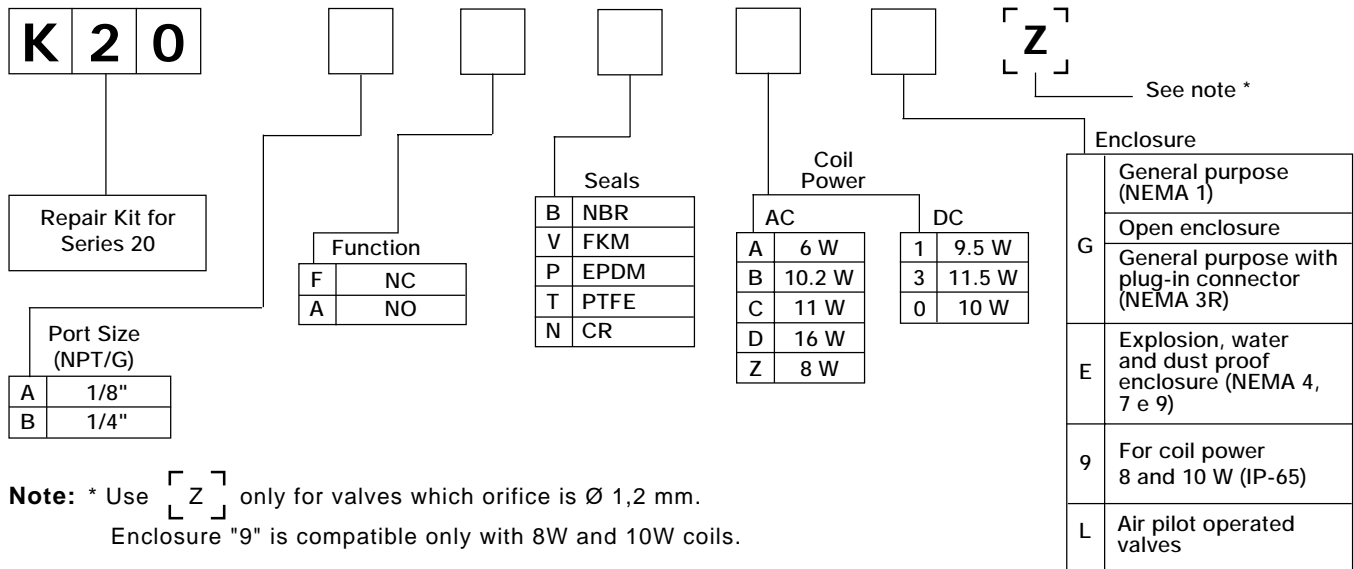 K 2 0 Z
See note *
Repair Kit for
Series 20
Port Size
(NPT/G)
A 1/8"
B 1/4"
Function
F NC
A NO
Seals
B NBR
V FKM
P EPDM
T PTFE
N CR
Coil
Power
AC
A 6 W
B 10.2 W
C 11 W
D 16 W
Z 8 W
DC
1 9.5 W
3 11.5 W
0 10 W
Enclosure
G
General purpose
(NEMA 1)
Open enclosure
General purpose with
plug-in connector
(NEMA 3R)
E
Explosion, water
and dust proof
enclosure (NEMA 4,
7 e 9)
9
For coil power
8 and 10 W (IP-65)
L
Air pilot operated
valves
Note: * Use Z only for valves which orifice is Ø 1,2 mm.
Enclosure "9" is compatible only with 8W and 10W coils.